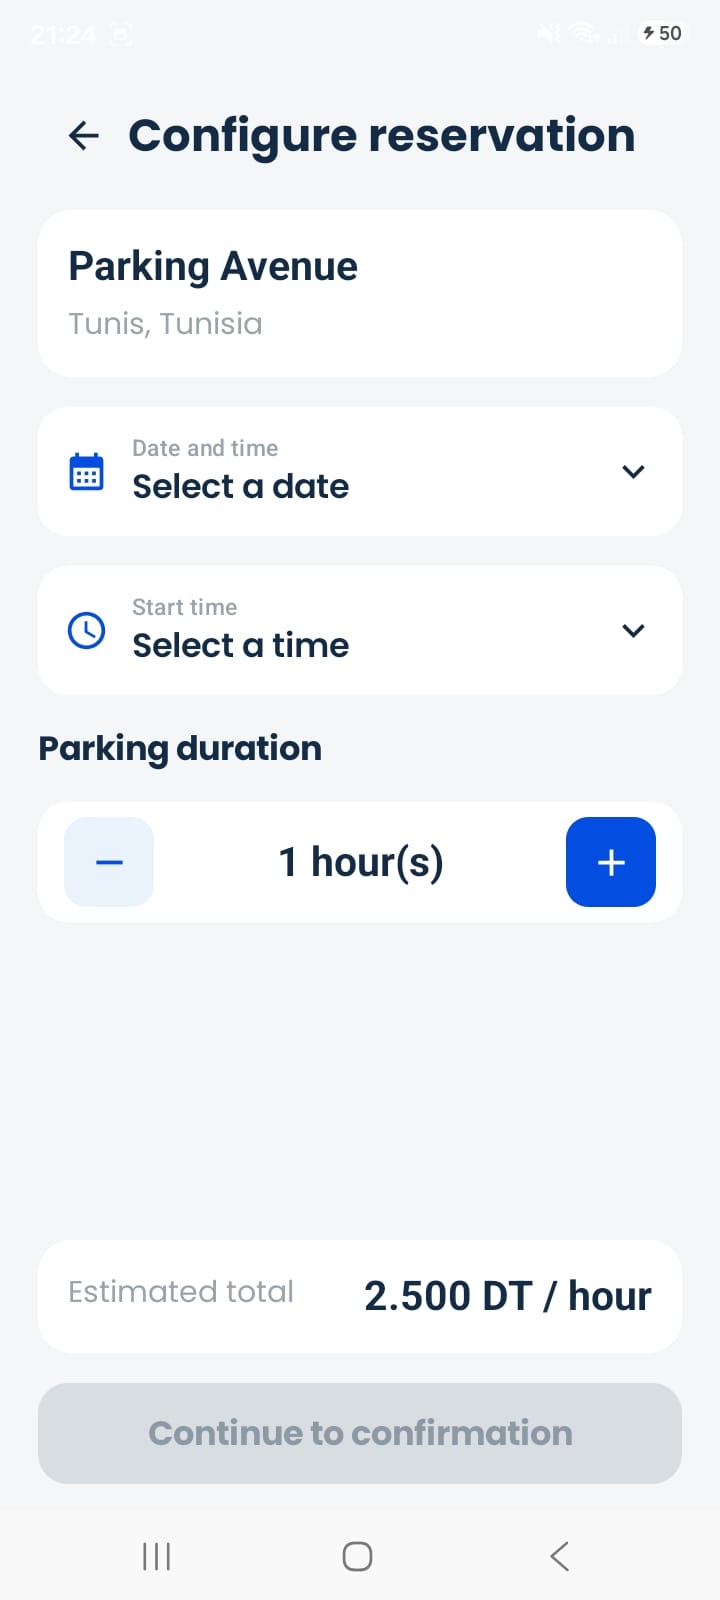 21:24
50
Configure reservation
Parking Avenue
Tunis, Tunisia
Date and time
Select a date
Start time
Select a time
Parking duration
1 hour(s)
Estimated total
2.500 DT / hour
Continue to confirmation